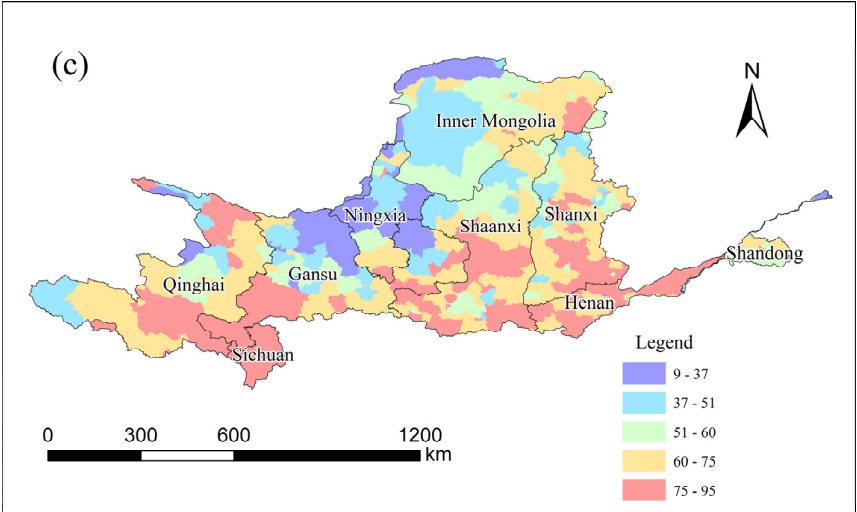 (c)
N
Inner Mongolia
Ningxia
Shaanxi
Shanxi
Shandong
Qinghai
Gansu
Henan
Sichuan
Legend
9 - 37
37 - 51
51 - 60
60 - 75
75 - 95
0 300 600 1200
km